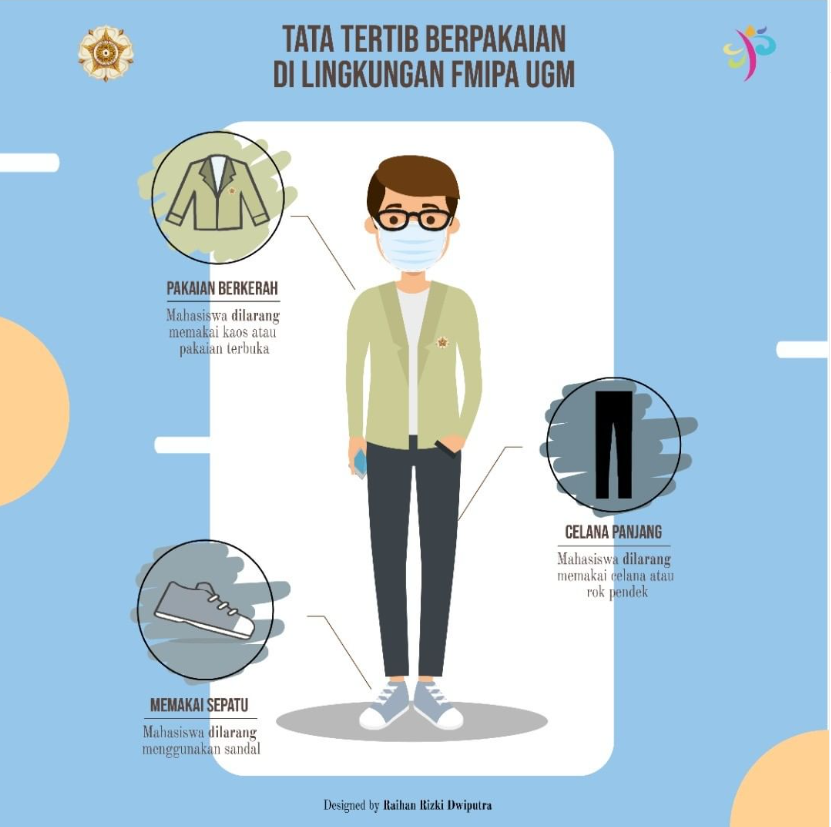 TATA TERTIB BERPAKAIAN
DI LINGKUNGAN FMIPA UGM
PAKAIAN BERKERAH
Mahasiswa dilarang
memakai kaos atau
pakaian terbuka
CELANA PANJANG
Mahasiswa dilarang
memakai celana atau
rok pendek
MEMAKAI SEPATU
Mahasiswa dilarang
menggunakan sandal
Designed by Raihan Rizki Dwiputra